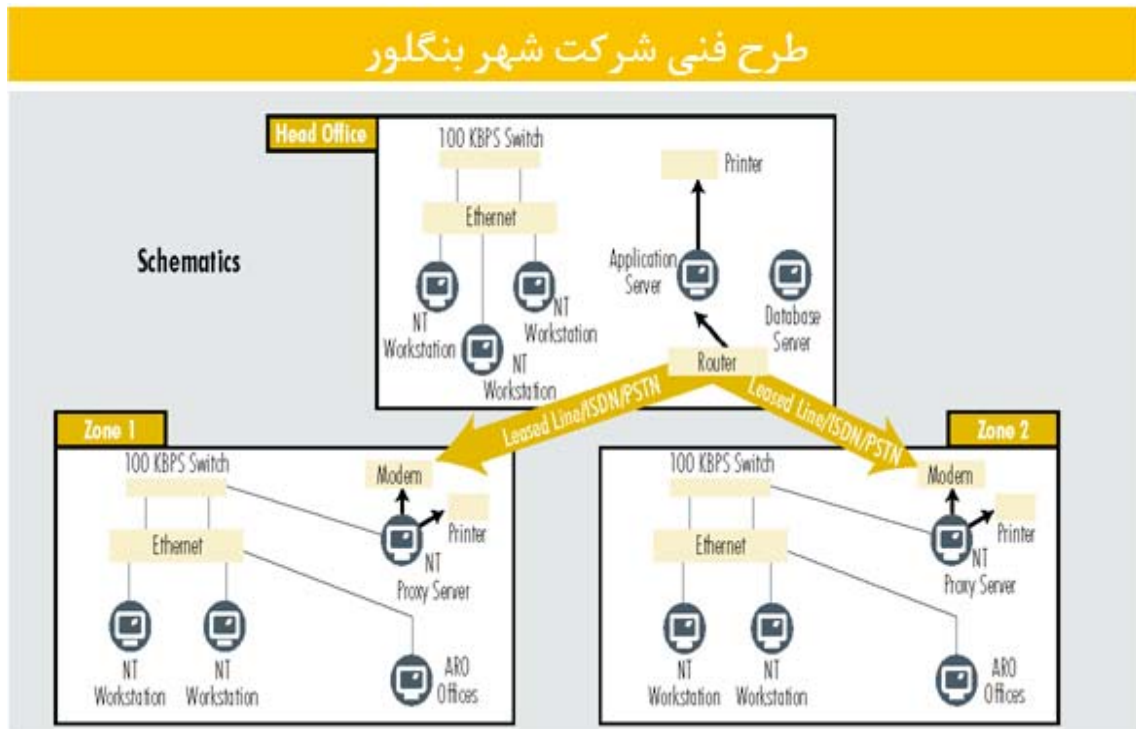 طرح فنی شرکت شهر بنگلور
Schematics
Head Office
100 KBPS Switch
Ethernet
NT
Workstation
NT
Workstation
NT
Workstation
Printer
Application
Server
Database
Server
Router
Leased Line/ISDN/PSTN
Leased Line/ISDN/PSTN
Zone 1
100 KBPS Switch
Ethernet
NT
Workstation
NT
Workstation
Modem
Printer
NT
Proxy Server
ARO
Offices
Zone 2
100 KBPS Switch
Ethernet
NT
Workstation
NT
Workstation
Modem
Printer
NT
Proxy Server
ARO
Offices